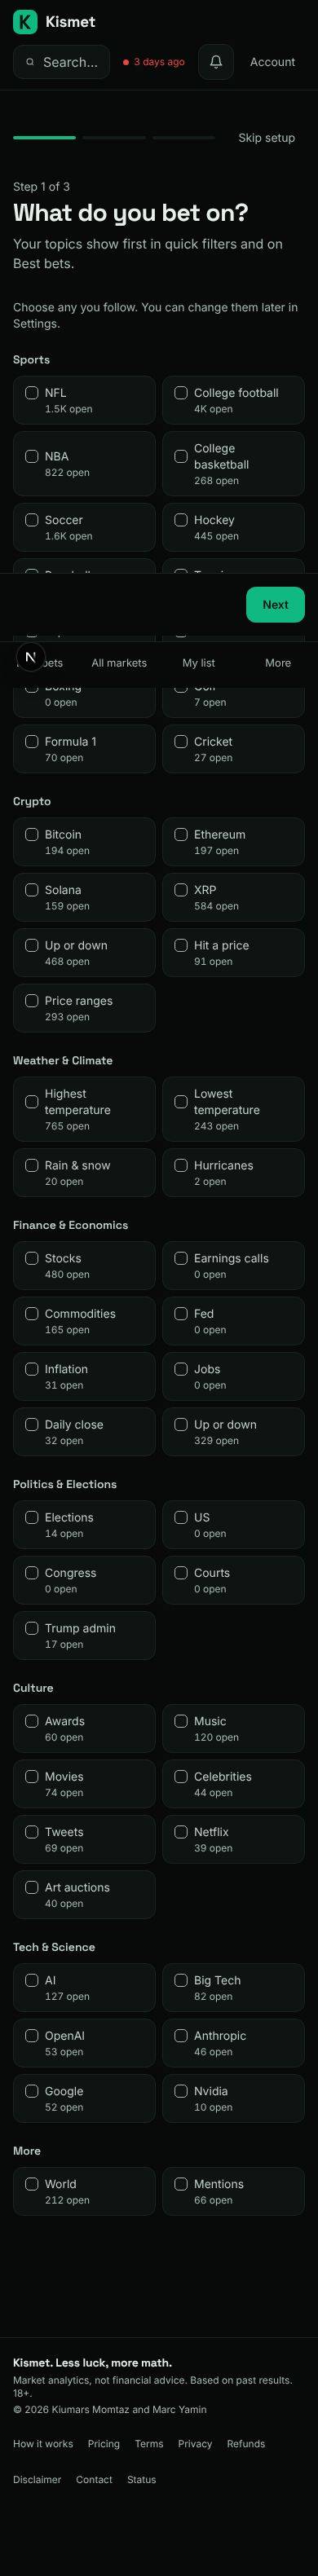 Kismet
Search...
3 days ago
Account
Skip setup
Step 1 of 3
What do you bet on?
Your topics show first in quick filters and on
Best bets.
Choose any you follow. You can change them later in
Settings.
Sports
NFL
1.5K open
College football
4K open
NBA
822 open
College
basketball
268 open
Soccer
1.6K open
Hockey
445 open
Next
N
bets
All markets
My list
More
0 open
7 open
Formula 1
70 open
Cricket
27 open
Crypto
Bitcoin
194 open
Ethereum
197 open
Solana
159 open
XRP
584 open
Up or down
468 open
Hit a price
91 open
Price ranges
293 open
Weather & Climate
Highest
temperature
765 open
Lowest
temperature
243 open
Rain & snow
20 open
Hurricanes
2 open
Finance & Economics
Stocks
480 open
Earnings calls
0 open
Commodities
165 open
Fed
0 open
Inflation
31 open
Jobs
0 open
Daily close
32 open
Up or down
329 open
Politics & Elections
Elections
14 open
US
0 open
Congress
0 open
Courts
0 open
Trump admin
17 open
Culture
Awards
60 open
Music
120 open
Movies
74 open
Celebrities
44 open
Tweets
69 open
Netflix
39 open
Art auctions
40 open
Tech & Science
AI
127 open
Big Tech
82 open
OpenAI
53 open
Anthropic
46 open
Google
52 open
Nvidia
10 open
More
World
212 open
Mentions
66 open
Kismet. Less luck, more math.
Market analytics, not financial advice. Based on past results.
18+.
© 2026 Kiumars Momtaz and Marc Yamin
How it works
Pricing
Terms
Privacy
Refunds
Disclaimer
Contact
Status